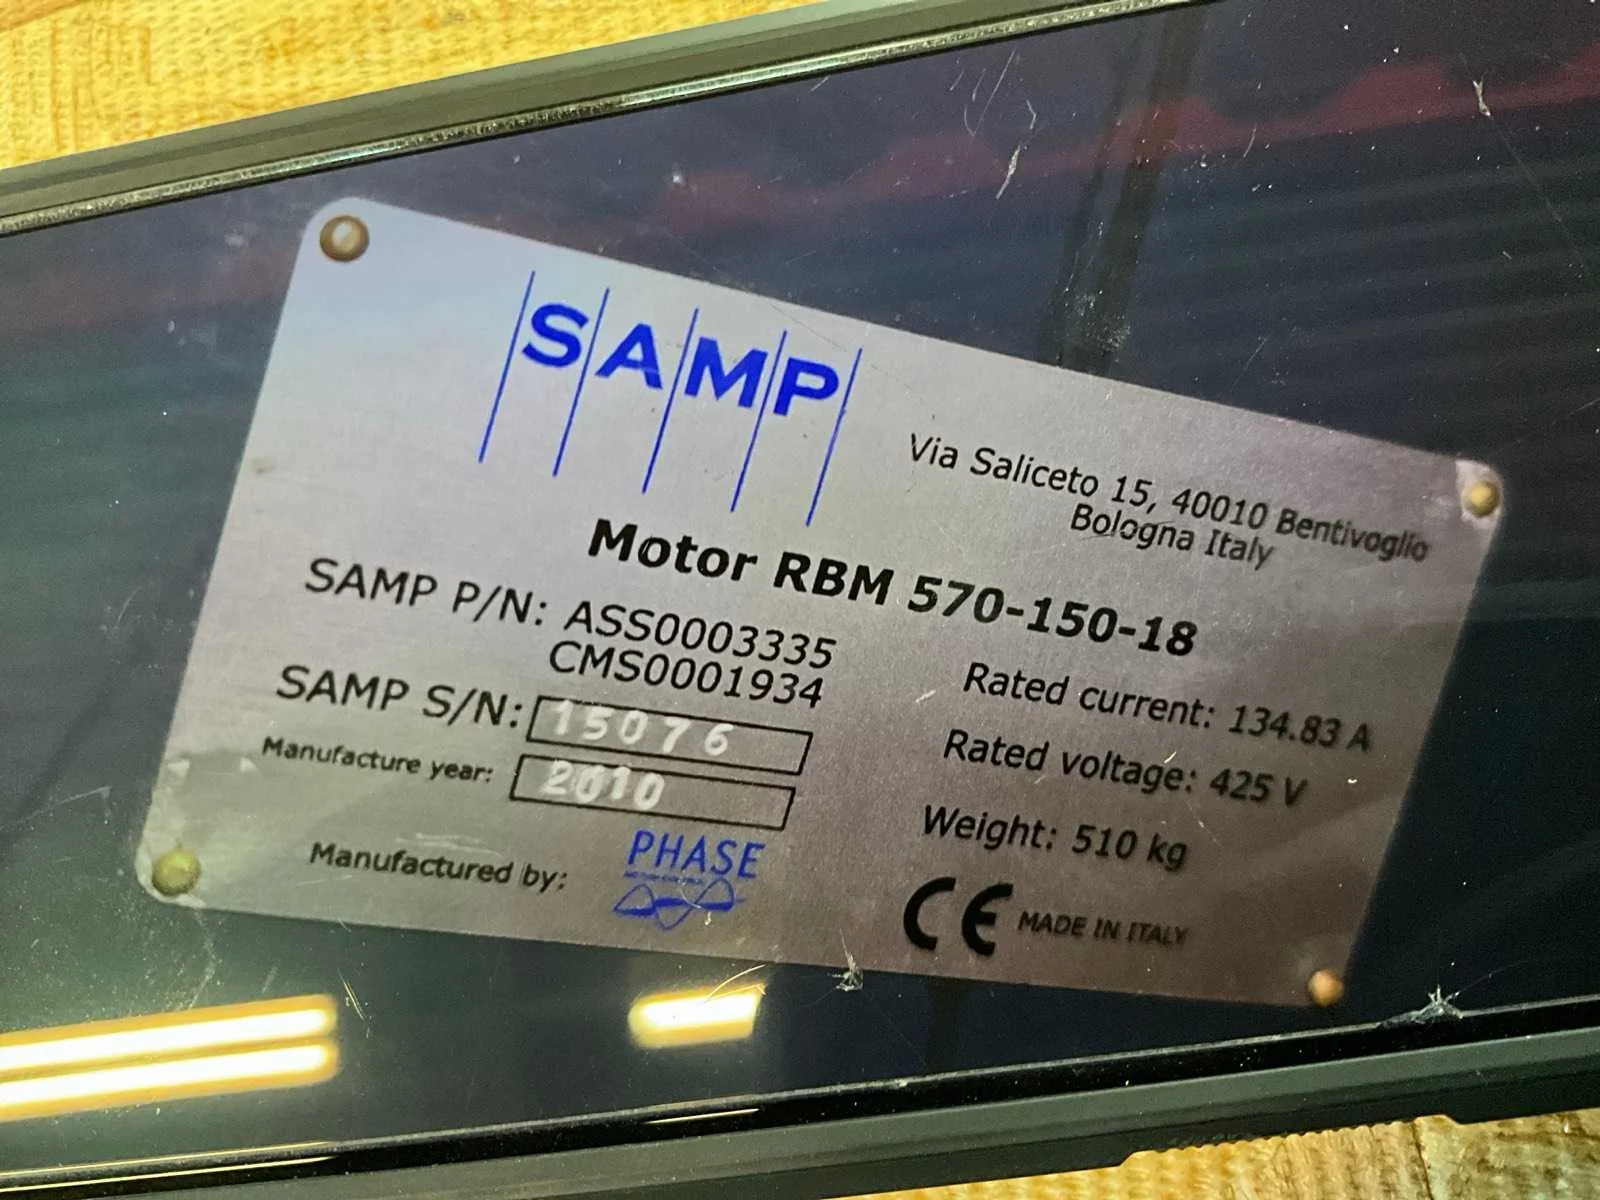 SAMP
Via Saliceto 15, 40010 Bentivoglio
Bologna Italy
Motor RBM 570-150-18
SAMP P/N: ASS0003335
CMS0001934
SAMP S/N: 15076
Manufacture year: 2010
Manufactured by: PHASE
Rated current: 134.83 A
Rated voltage: 425 V
Weight: 510 kg
CE MADE IN ITALY